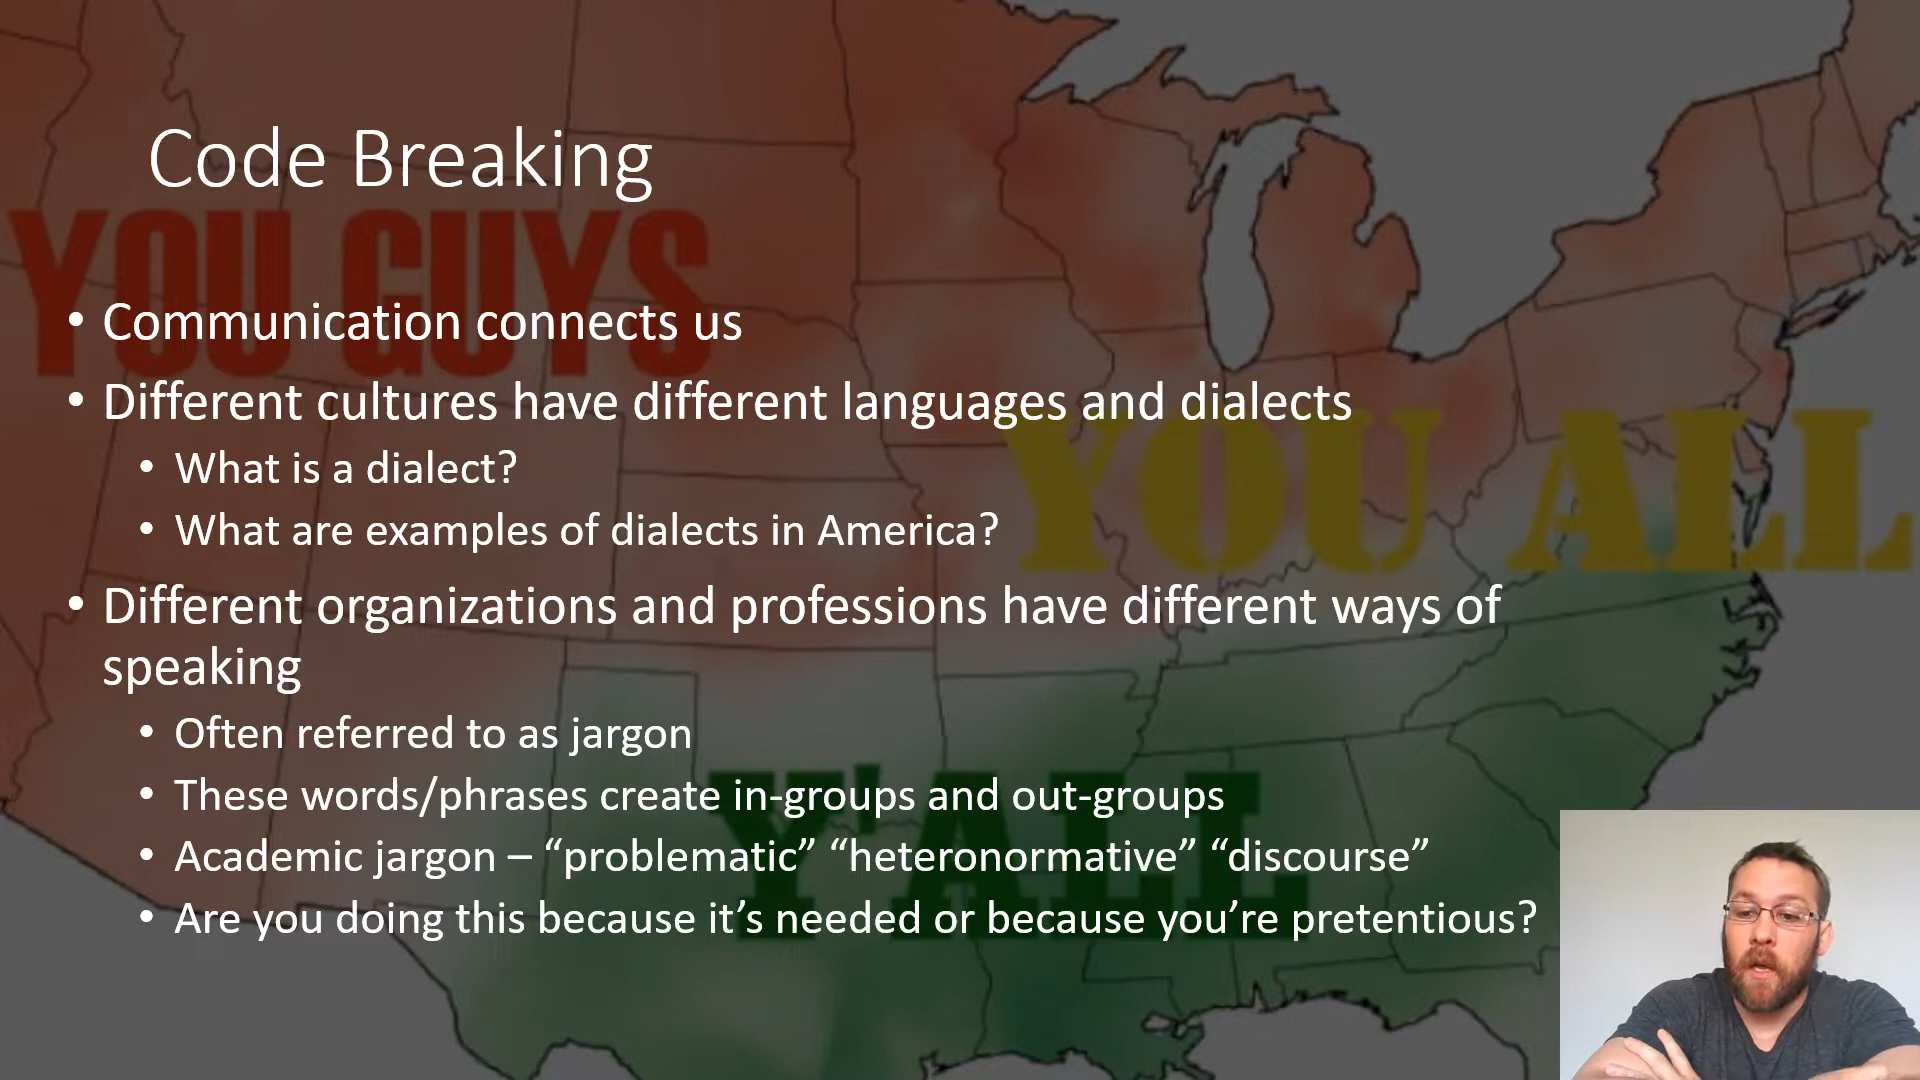 Code Breaking
YOU GUYS
• Communication connects us
• Different cultures have different languages and dialects
YOU ALL
• What is a dialect?
• What are examples of dialects in America?
• Different organizations and professions have different ways of
speaking
• Often referred to as jargon
• These words/phrases create in-groups and out-groups
Y'ALL
• Academic jargon – “problematic” “heteronormative” “discourse”
• Are you doing this because it’s needed or because you’re pretentious?